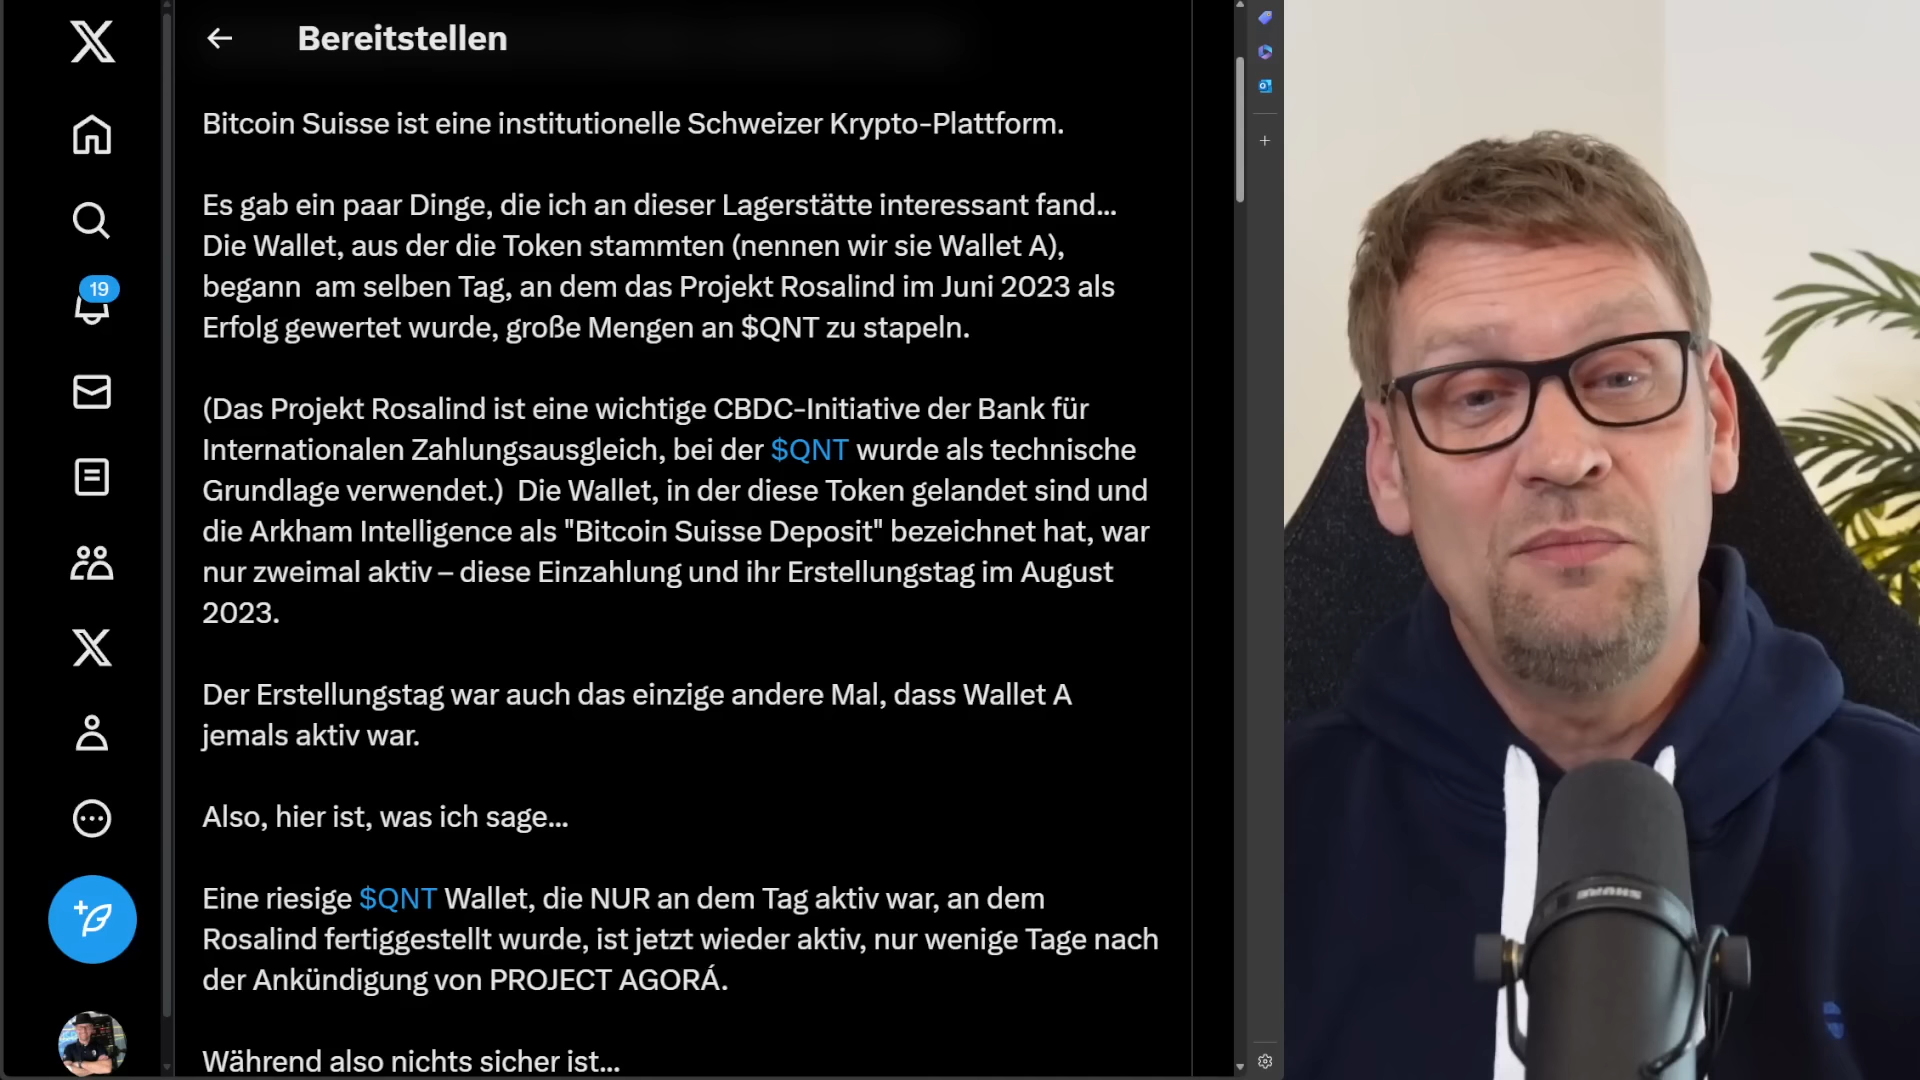 Bereitstellen
Bitcoin Suisse ist eine institutionelle Schweizer Krypto-Plattform.
Es gab ein paar Dinge, die ich an dieser Lagerstätte interessant fand...
Die Wallet, aus der die Token stammten (nennen wir sie Wallet A),
begann am selben Tag, an dem das Projekt Rosalind im Juni 2023 als
Erfolg gewertet wurde, große Mengen an $QNT zu stapeln.
(Das Projekt Rosalind ist eine wichtige CBDC-Initiative der Bank für
Internationalen Zahlungsausgleich, bei der $QNT wurde als technische
Grundlage verwendet.) Die Wallet, in der diese Token gelandet sind und
die Arkham Intelligence als "Bitcoin Suisse Deposit" bezeichnet hat, war
nur zweimal aktiv – diese Einzahlung und ihr Erstellungstag im August
2023.
Der Erstellungstag war auch das einzige andere Mal, dass Wallet A
jemals aktiv war.
Also, hier ist, was ich sage...
Eine riesige $QNT Wallet, die NUR an dem Tag aktiv war, an dem
Rosalind fertiggestellt wurde, ist jetzt wieder aktiv, nur wenige Tage nach
der Ankündigung von PROJECT AGORÁ.
Während also nichts sicher ist...
19
SHURE